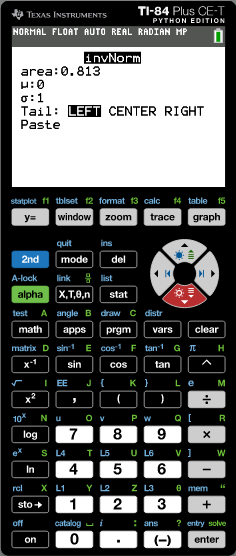 TEXAS INSTRUMENTS TI-84 Plus CE-T
PYTHON EDITION
NORMAL FLOAT AUTO REAL RADIAN MP
invNorm
area:0.813
μ:0
σ:1
Tail: LEFT CENTER RIGHT
Paste
statplot f1 tblset f2 format f3 calc f4 table f5
y= window zoom trace graph
quit ins
2nd mode del
A-lock link list
alpha X,T,θ,n stat
test A angle B draw C distr
math apps prgm vars clear
matrix D sin⁻¹ E cos⁻¹ F tan⁻¹ G π H
x⁻¹ sin cos tan ^
√ I EE J { K } L e M
x² , ( ) ÷
10ˣ N u O v P w Q [ R
log 7 8 9 ×
eˣ S L4 T L5 U L6 V ] W
ln 4 5 6 −
rcl X L1 Y L2 Z L3 θ mem "
sto→ 1 2 3 +
off catalog ⎵ i : ans ? entry solve
on 0 . (−) enter